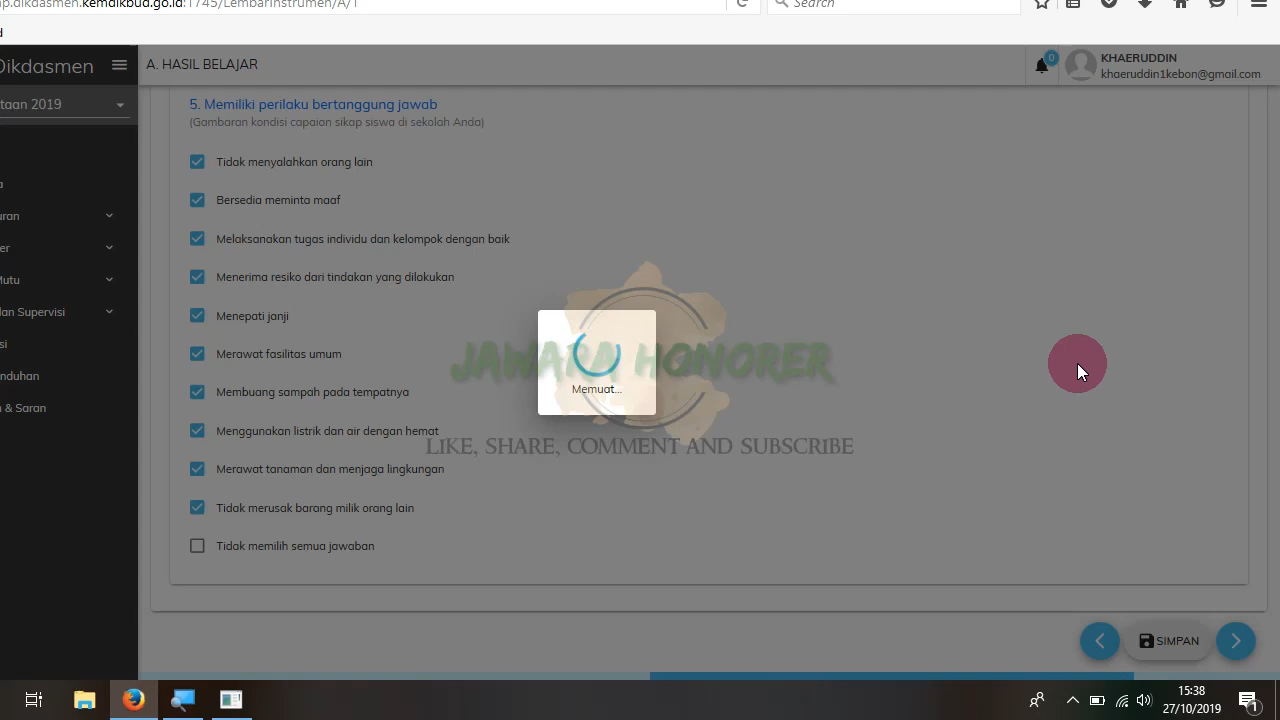 kemdikbud.go.id:1745/LembarInstrumen/A/1
Search
Dikdasmen
A. HASIL BELAJAR
0
KHAERUDDIN
khaeruddin1kebon@gmail.com
taan 2019
5. Memiliki perilaku bertanggung jawab
(Gambaran kondisi capaian sikap siswa di sekolah Anda)
Tidak menyalahkan orang lain
Bersedia meminta maaf
uran
Melaksanakan tugas individu dan kelompok dengan baik
er
Menerima resiko dari tindakan yang dilakukan
Mutu
Menepati janji
dan Supervisi
Merawat fasilitas umum
si
JAWARA HONORER
Memuat...
nduhan
Membuang sampah pada tempatnya
& Saran
Menggunakan listrik dan air dengan hemat
LIKE, SHARE, COMMENT AND SUBSCRIBE
Merawat tanaman dan menjaga lingkungan
Tidak merusak barang milik orang lain
Tidak memilih semua jawaban
SIMPAN
15:38
27/10/2019
1